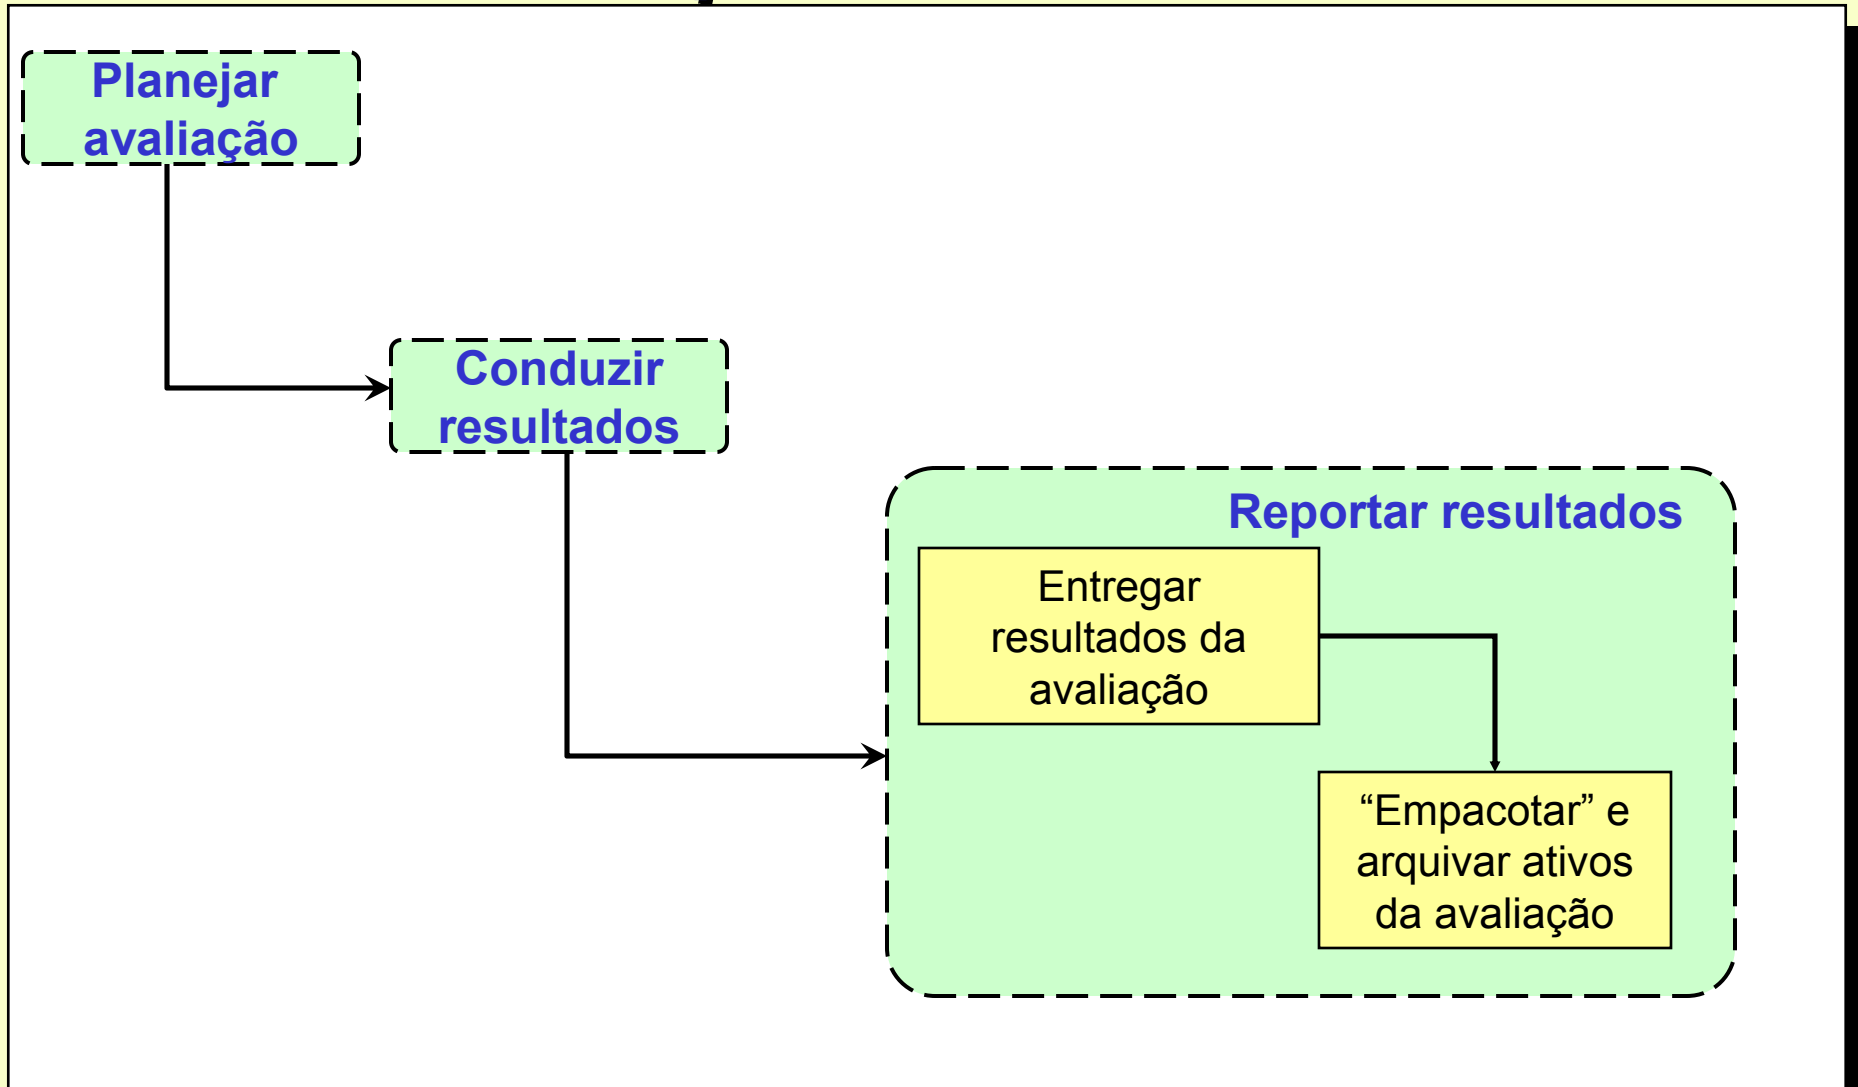 Planejar
avaliação
Conduzir
resultados
Reportar resultados
Entregar
resultados da
avaliação
“Empacotar” e
arquivar ativos
da avaliação